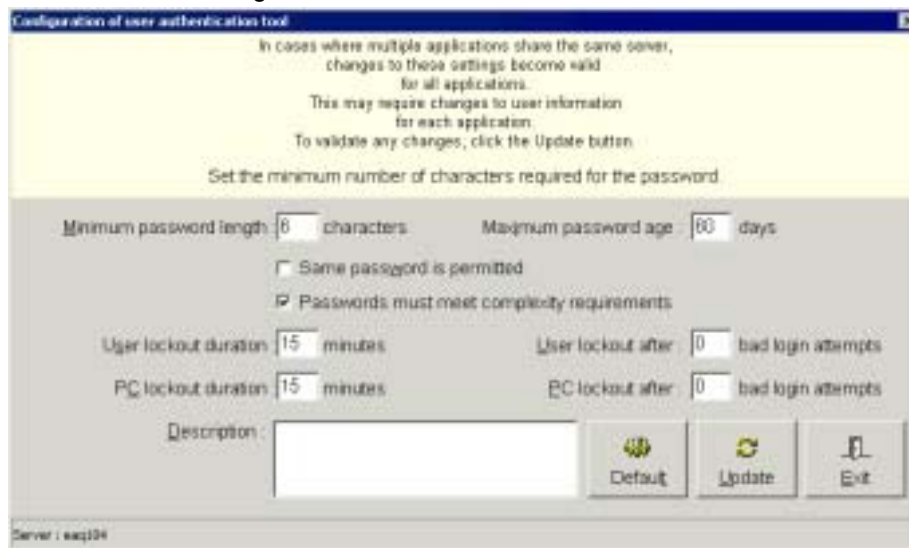 Configuration of user authentication tool
In cases where multiple applications share the same server,
changes to these settings become valid
for all applications.
This may require changes to user information
for each application.
To validate any changes, click the Update button.
Set the minimum number of characters required for the password
Minimum password length 6 characters Maximum password age : 60 days
Same password is permitted
Passwords must meet complexity requirements
User lockout duration 15 minutes User lockout after : 0 bad login attempts
PC lockout duration 15 minutes PC lockout after : 0 bad login attempts
Description :
Default Update Exit
Server :